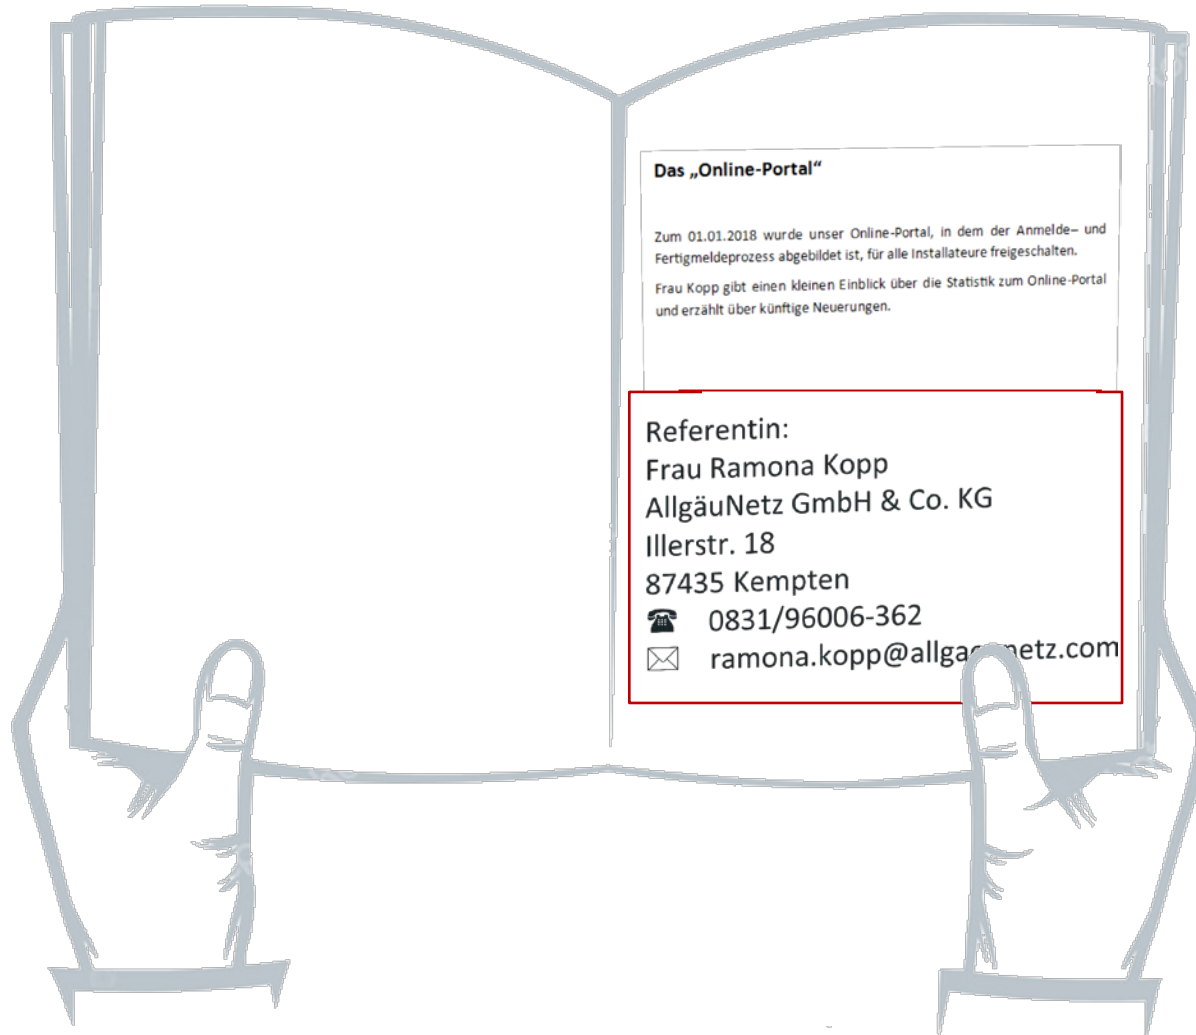 Das „Online-Portal“
Zum 01.01.2018 wurde unser Online-Portal, in dem der Anmelde– und
Fertigmeldeprozess abgebildet ist, für alle Installateure freigeschalten.
Frau Kopp gibt einen kleinen Einblick über die Statistik zum Online-Portal
und erzählt über künftige Neuerungen.
Referentin:
Frau Ramona Kopp
AllgäuNetz GmbH & Co. KG
Illerstr. 18
87435 Kempten
0831/96006-362